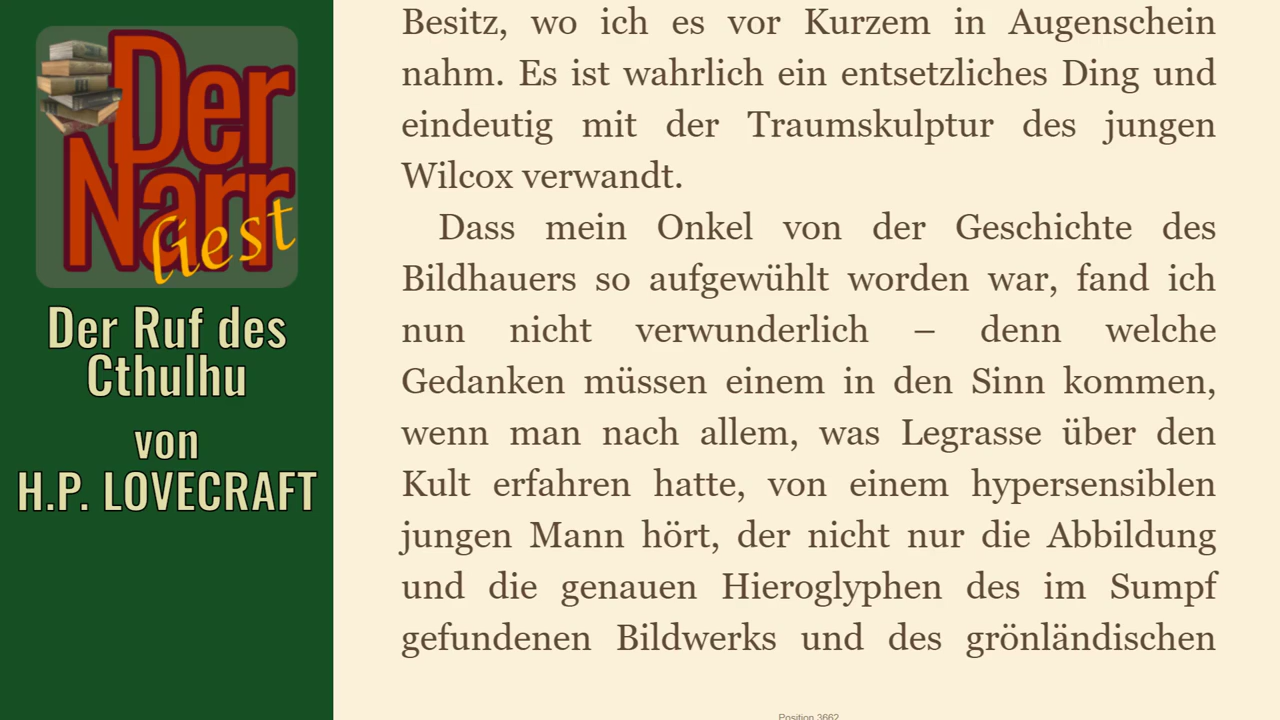 Der
Narr
liest
Der Ruf des
Cthulhu
von
H.P. LOVECRAFT
Besitz, wo ich es vor Kurzem in Augenschein
nahm. Es ist wahrlich ein entsetzliches Ding und
eindeutig mit der Traumskulptur des jungen
Wilcox verwandt.
Dass mein Onkel von der Geschichte des
Bildhauers so aufgewühlt worden war, fand ich
nun nicht verwunderlich – denn welche
Gedanken müssen einem in den Sinn kommen,
wenn man nach allem, was Legrasse über den
Kult erfahren hatte, von einem hypersensiblen
jungen Mann hört, der nicht nur die Abbildung
und die genauen Hieroglyphen des im Sumpf
gefundenen Bildwerks und des grönländischen
Position 3662